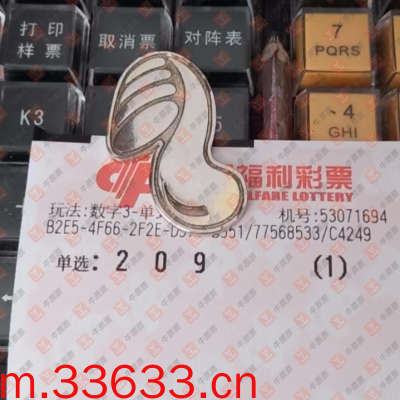 打印
样票
取消票
对阵表
7
PQRS
K3
4
GHI
福利彩票
FARE LOTTERY
玩法:数字3-单
机号:53071694
B2E5-4F66-2F2E-D
551/77568533/C4249
单选: 2 0 9 (1)
m.33633.cn